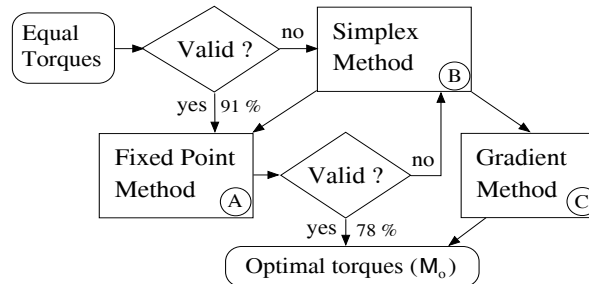 Equal
Torques
Valid ?
no
Simplex
Method
B
yes 91 %
Fixed Point
Method
A
Valid ?
no
Gradient
Method
C
yes 78 %
Optimal torques (Mo)